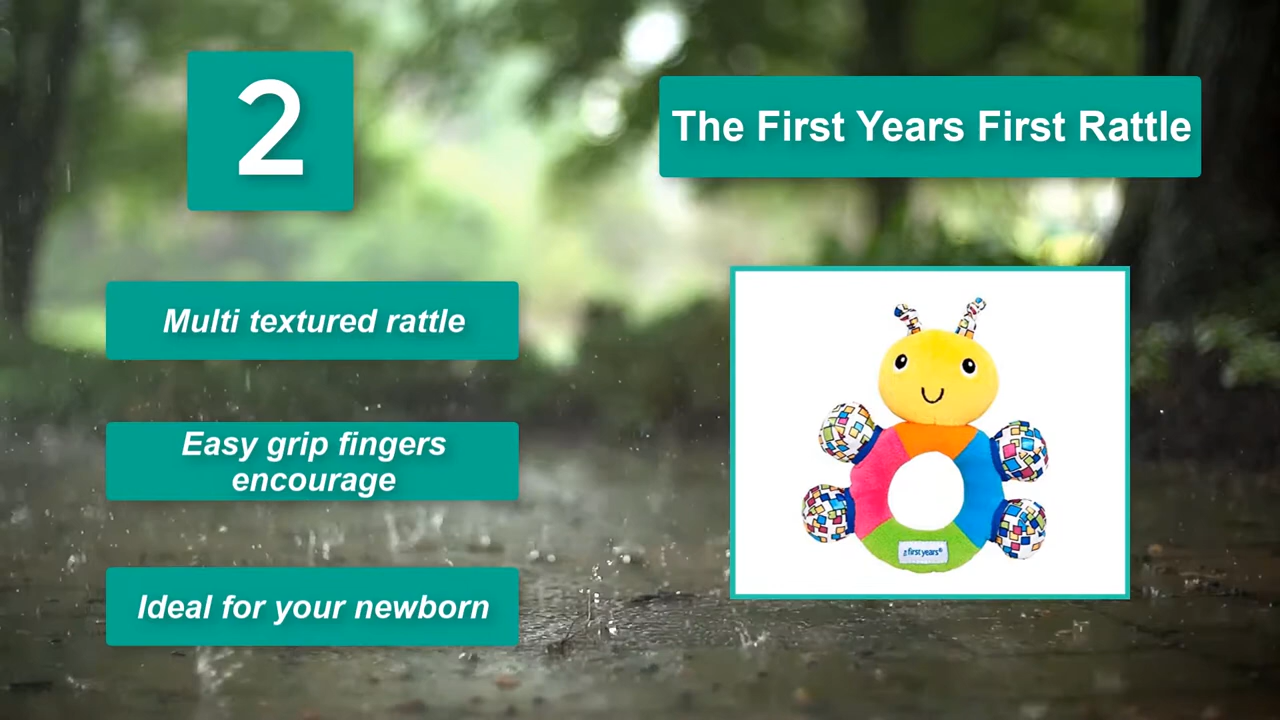 2
The First Years First Rattle
Multi textured rattle
Easy grip fingers
encourage
Ideal for your newborn
the first years®